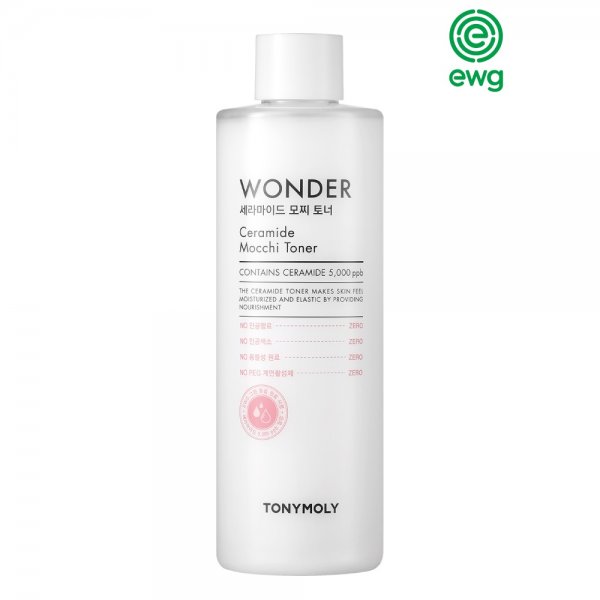 ewg
WONDER
세라마이드 모찌 토너
Ceramide
Mocchi Toner
CONTAINS CERAMIDE 5,000 ppb
THE CERAMIDE TONER MAKES SKIN FEEL
MOISTURIZED AND ELASTIC BY PROVIDING
NOURISHMENT
NO 인공향료 ZERO
NO 인공색소 ZERO
NO 동물성 원료 ZERO
NO PEG 계면활성제 ZERO
TONYMOLY